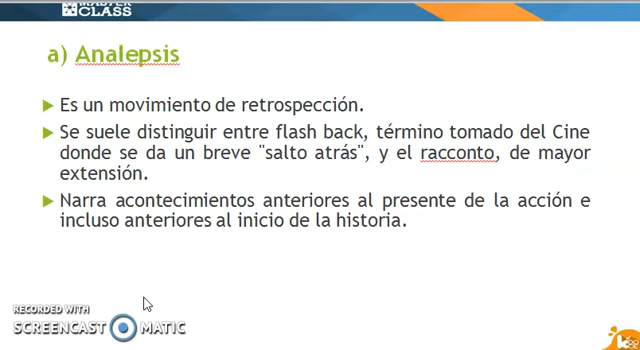 MASTER
CLASS
a) Analepsis
Es un movimiento de retrospección.
Se suele distinguir entre flash back, término tomado del Cine
donde se da un breve "salto atrás", y el racconto, de mayor
extensión.
Narra acontecimientos anteriores al presente de la acción e
incluso anteriores al inicio de la historia.
RECORDED WITH
SCREENCAST MATIC